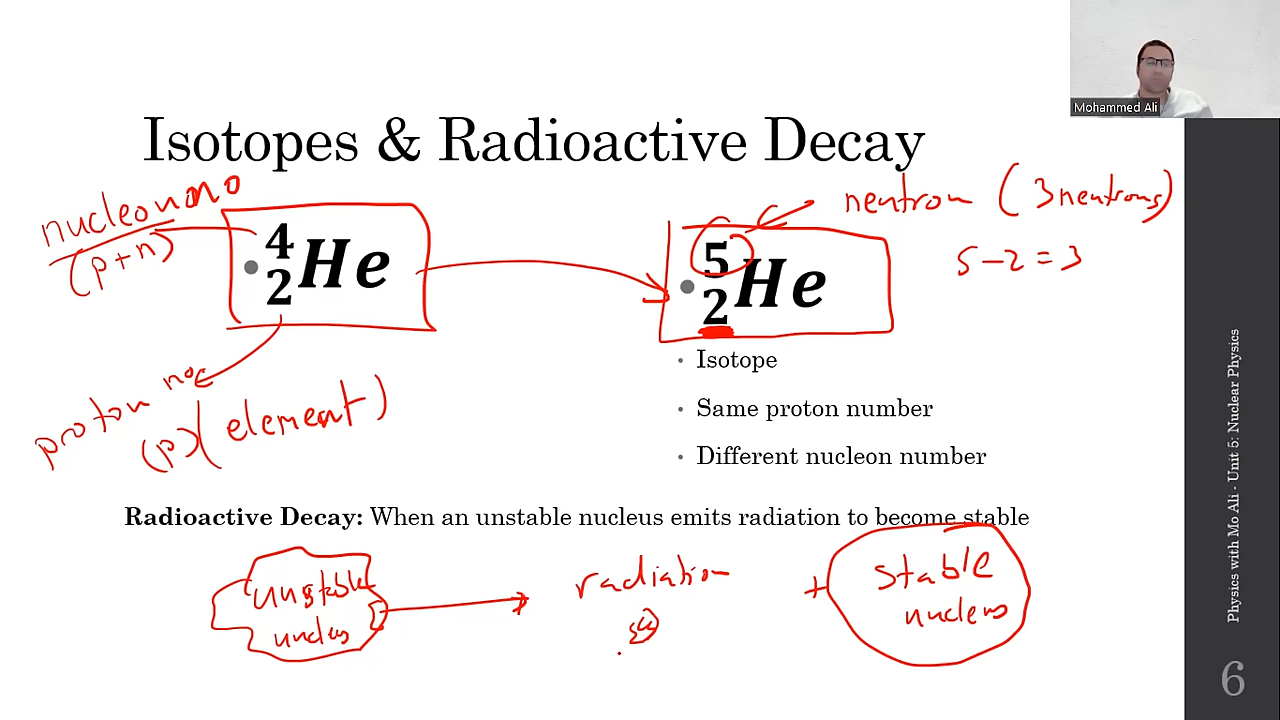 Mohammed Ali
Isotopes & Radioactive Decay
nucleon no
(p+n)
4
2 He
proton no
(p) (element)
5
2 He
neutron (3 neutrons)
5 - 2 = 3
• Isotope
• Same proton number
• Different nucleon number
Radioactive Decay: When an unstable nucleus emits radiation to become stable
unstable
nucleus
radiation
+
stable
nucleus
Physics with Mo Ali - Unit 5: Nuclear Physics
6